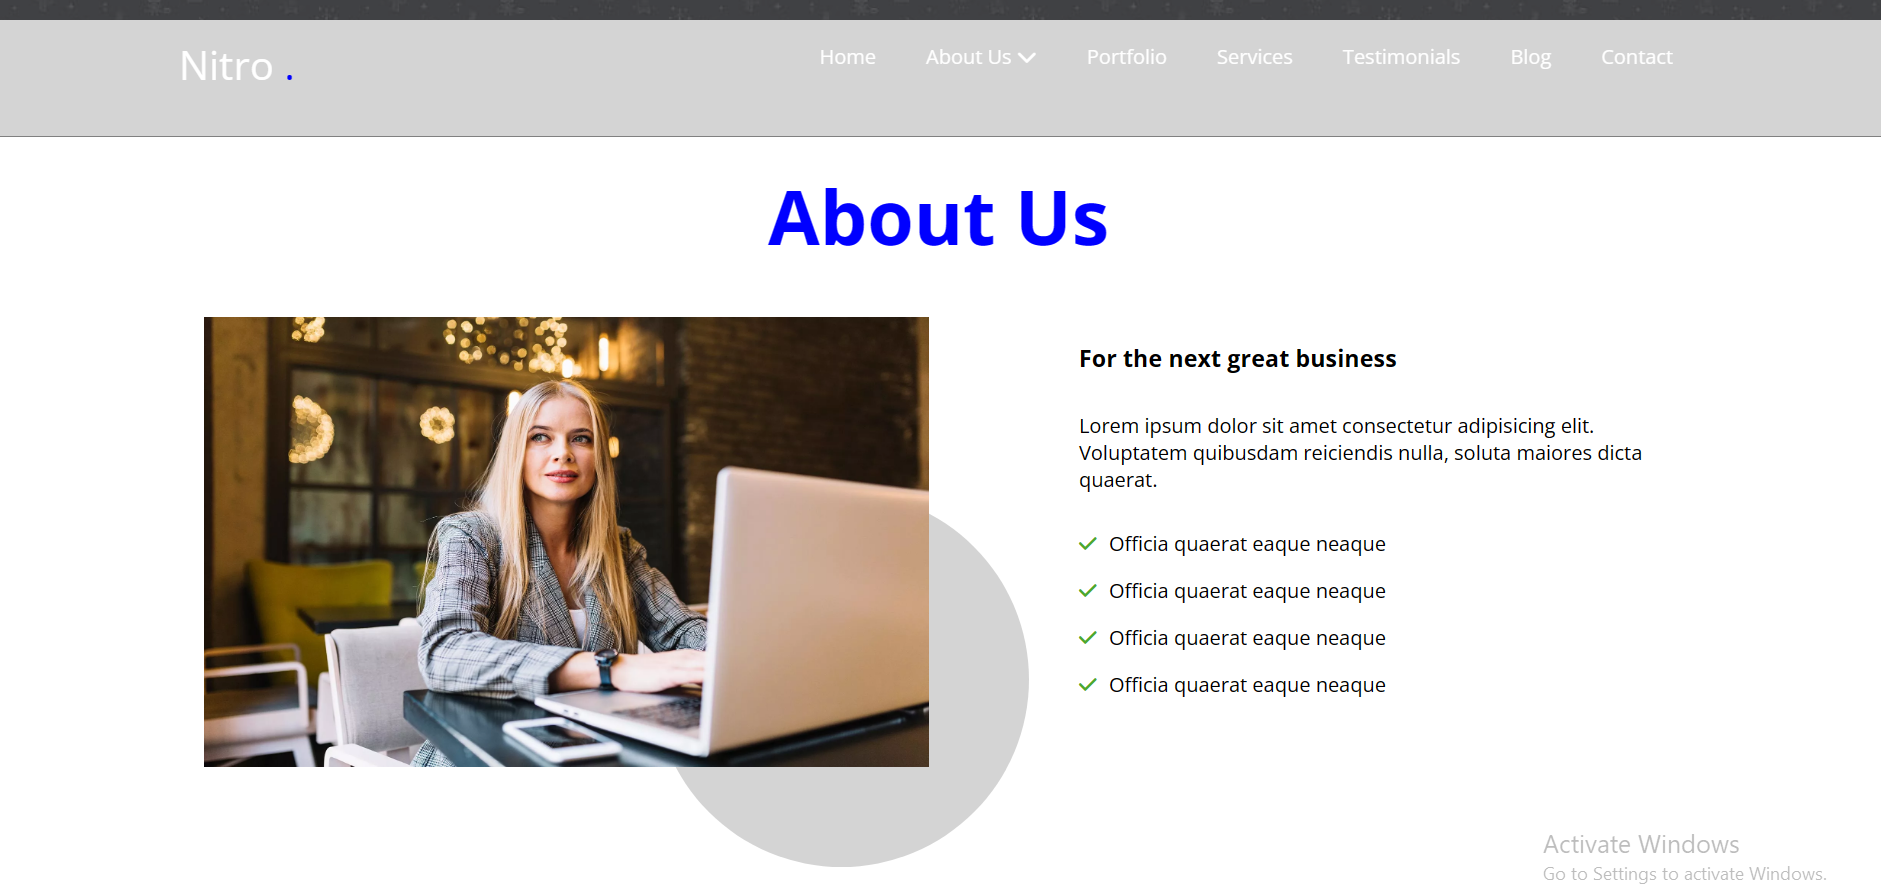 Nitro .
Home About Us Portfolio Services Testimonials Blog Contact
About Us
For the next great business
Lorem ipsum dolor sit amet consectetur adipisicing elit.
Voluptatem quibusdam reiciendis nulla, soluta maiores dicta
quaerat.
Officia quaerat eaque neaque
Officia quaerat eaque neaque
Officia quaerat eaque neaque
Officia quaerat eaque neaque
Activate Windows
Go to Settings to activate Windows.